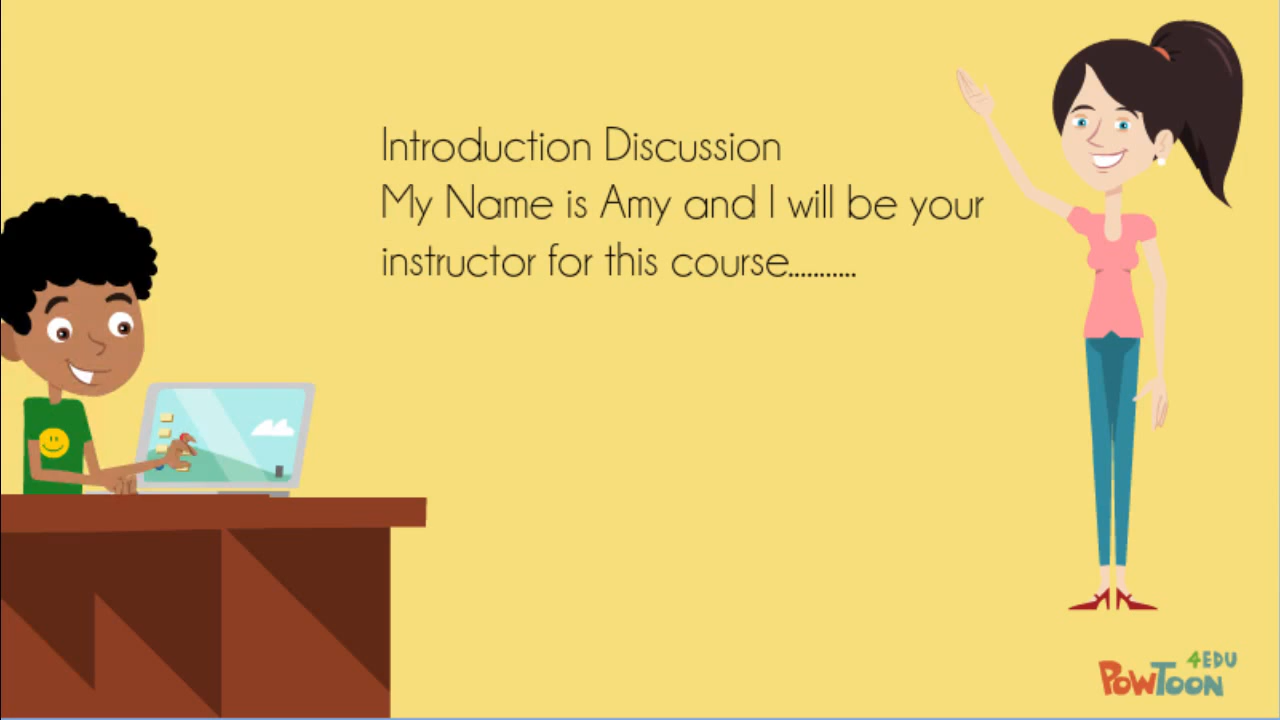 Introduction Discussion
My Name is Amy and I will be your
instructor for this course...........
4EDU
POWTOON